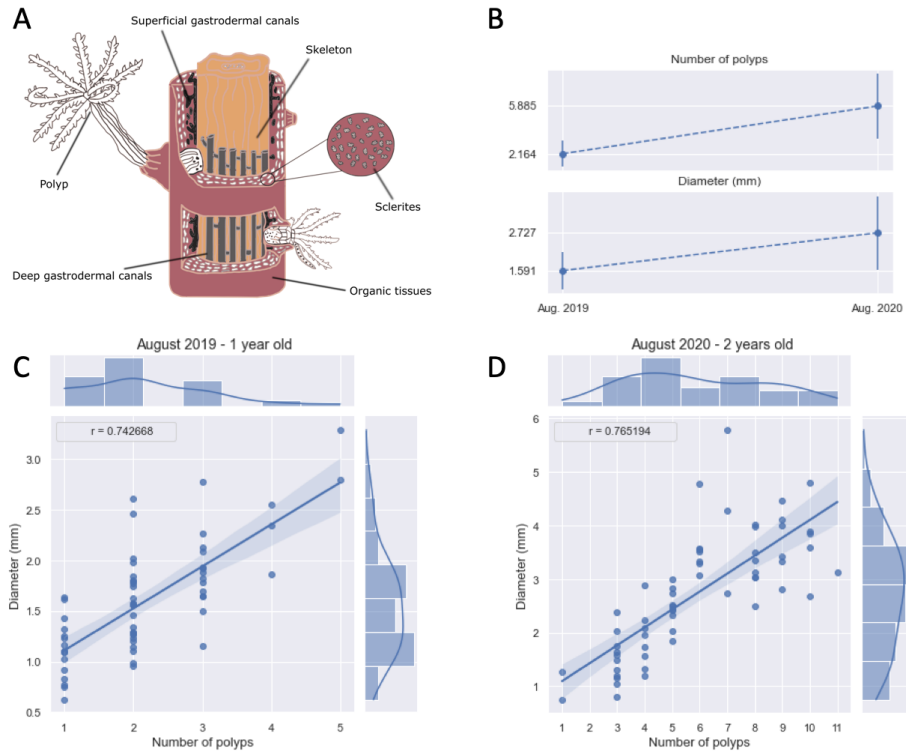 A
Superficial gastrodermal canals
Skeleton
Polyp
Sclerites
Deep gastrodermal canals
Organic tissues
B
Number of polyps
5.885
2.164
Diameter (mm)
2.727
1.591
Aug. 2019
Aug. 2020
C
August 2019 - 1 year old
r = 0.742668
Diameter (mm)
3.0
2.5
2.0
1.5
1.0
0.5
1 2 3 4 5
Number of polyps
D
August 2020 - 2 years old
r = 0.765194
Diameter (mm)
6
5
4
3
2
1
1 2 3 4 5 6 7 8 9 10 11
Number of polyps